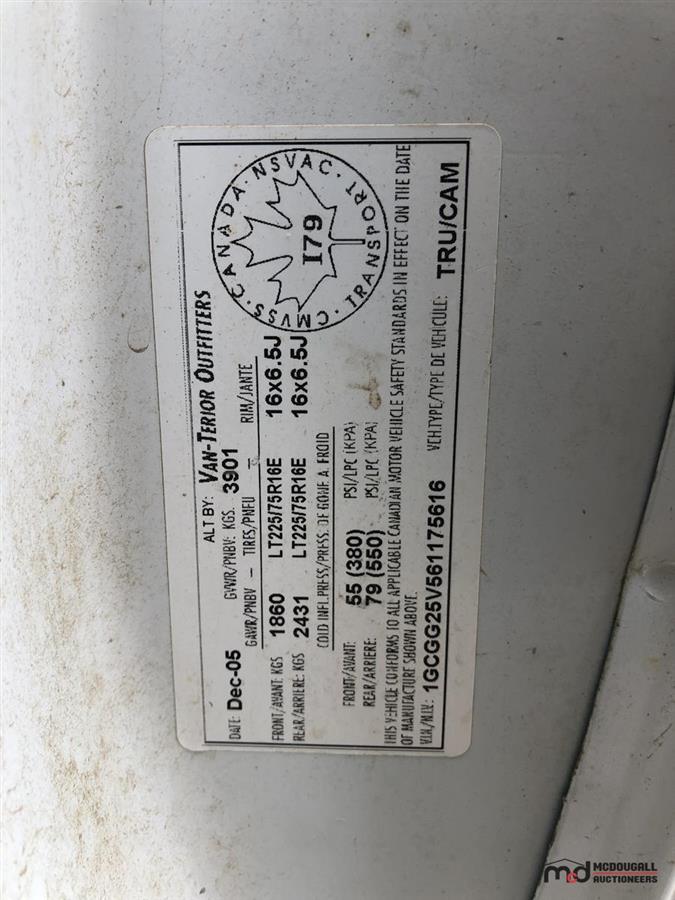 ALT BY: VAN-TERIOR OUTFITTERS
DATE: Dec-05 GVWR/PNBV: KGS. 3901
GAWR/PNBV - TIRES/PNEU - RIM/JANTE
FRONT/AVANT: KGS 1860 LT225/75R16E 16x6.5J
REAR/ARRIERE: KGS 2431 LT225/75R16E 16x6.5J
COLD INFL.PRESS/PRESS. DE GONF. A. FROID
FRONT/AVANT: 55 (380) PSI/LPC (KPA)
REAR/ARRIERE: 79 (550) PSI/LPC (KPA)
THIS VEHICLE CONFORMS TO ALL APPLICABLE CANADIAN MOTOR VEHICLE SAFETY STANDARDS IN EFFECT ON THE DATE
OF MANUFACTURE SHOWN ABOVE.
V.I.N./N.I.V.: 1GCGG25V561175616 VEH.TYPE/TYPE DE VEHICULE: TRU/CAM
CANADA · NSVAC · TRANSPORT · CMVSS ·
179
md MCDOUGALL
AUCTIONEERS